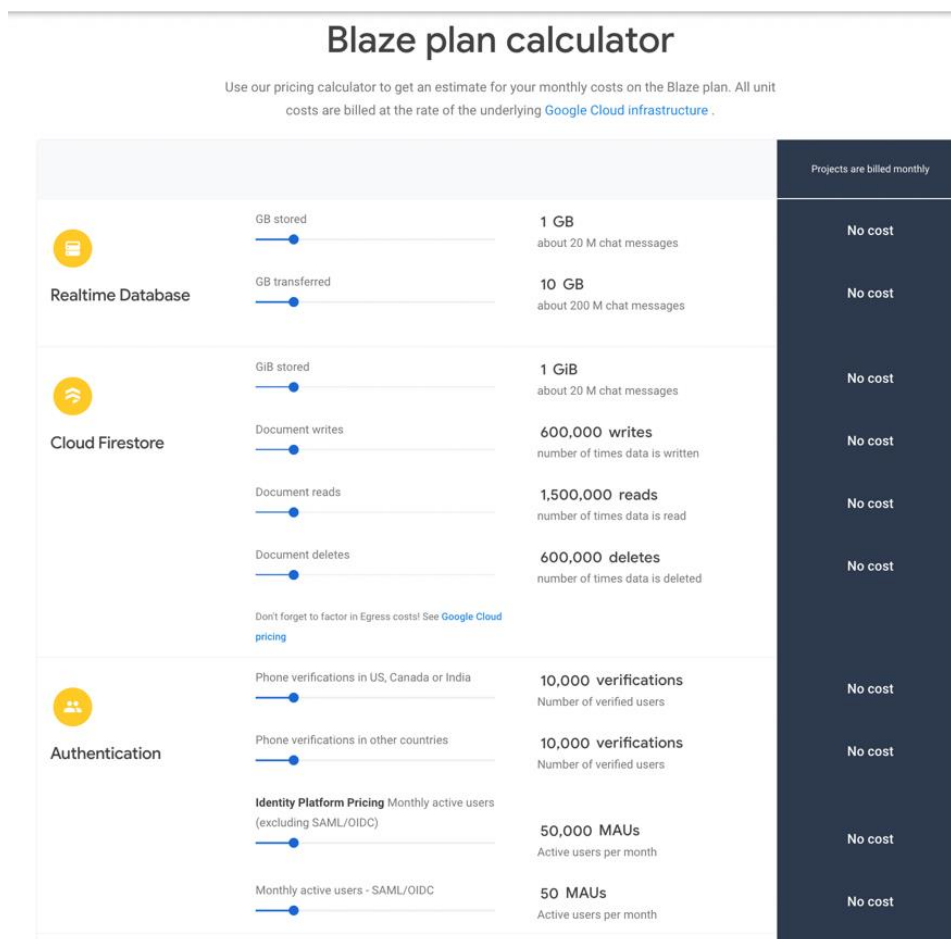 Blaze plan calculator
Use our pricing calculator to get an estimate for your monthly costs on the Blaze plan. All unit
costs are billed at the rate of the underlying Google Cloud infrastructure .
Projects are billed monthly
Realtime Database
GB stored
1 GB
about 20 M chat messages
No cost
GB transferred
10 GB
about 200 M chat messages
No cost
Cloud Firestore
GiB stored
1 GiB
about 20 M chat messages
No cost
Document writes
600,000 writes
number of times data is written
No cost
Document reads
1,500,000 reads
number of times data is read
No cost
Document deletes
600,000 deletes
number of times data is deleted
No cost
Don't forget to factor in Egress costs! See Google Cloud
pricing
Authentication
Phone verifications in US, Canada or India
10,000 verifications
Number of verified users
No cost
Phone verifications in other countries
10,000 verifications
Number of verified users
No cost
Identity Platform Pricing Monthly active users
(excluding SAML/OIDC)
50,000 MAUs
Active users per month
No cost
Monthly active users - SAML/OIDC
50 MAUs
Active users per month
No cost